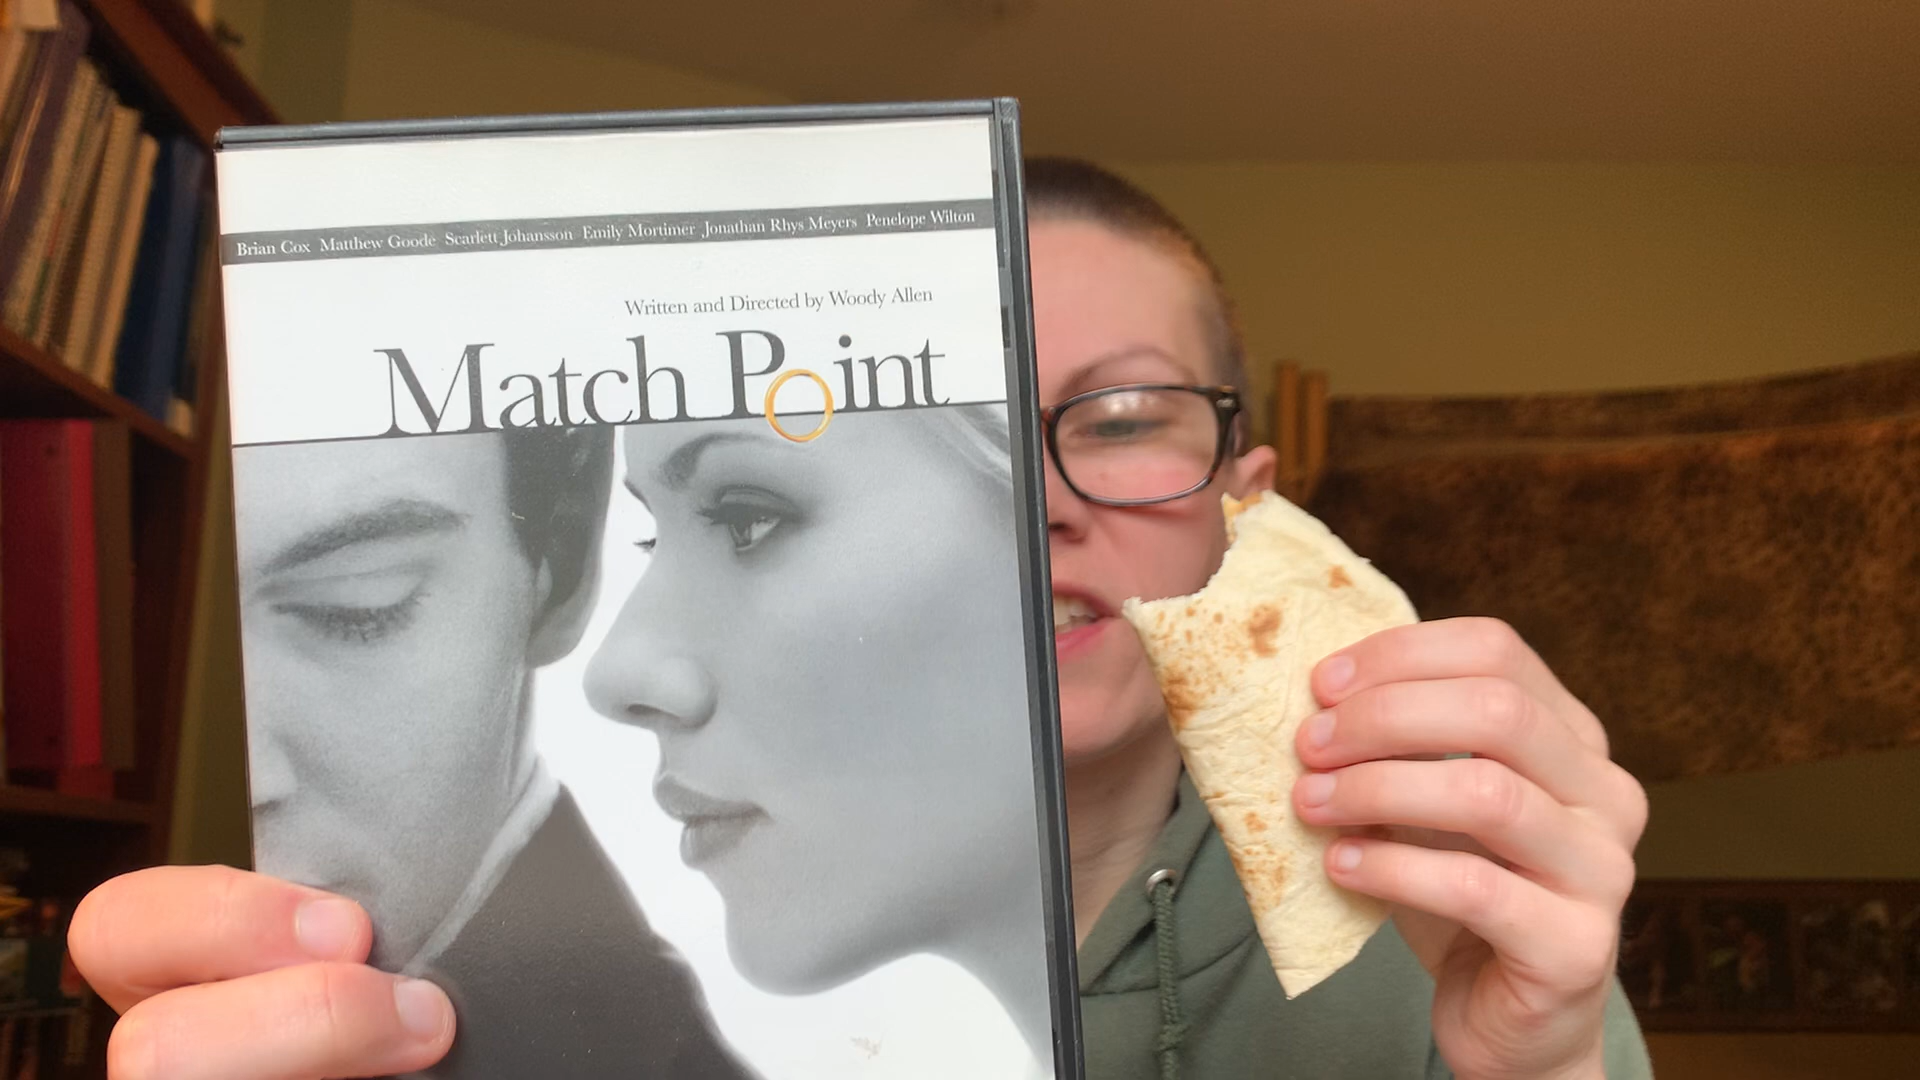 Brian Cox Matthew Goode Scarlett Johansson Emily Mortimer Jonathan Rhys Meyers Penelope Wilton
Written and Directed by Woody Allen
Match Point